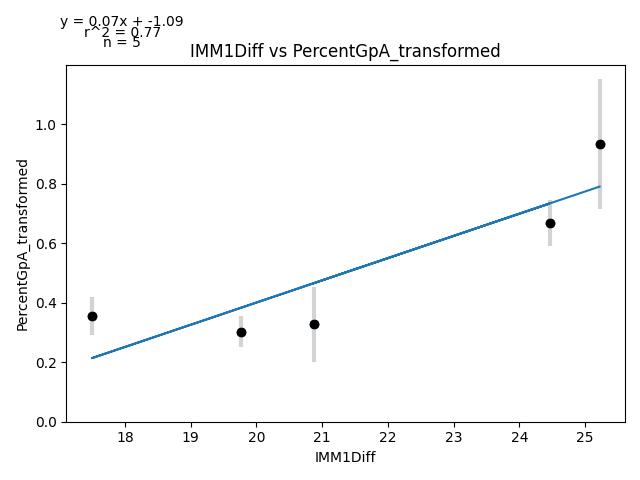 y = 0.07x + -1.09
r^2 = 0.77
n = 5
IMM1Diff vs PercentGpA_transformed
PercentGpA_transformed
1.0
0.8
0.6
0.4
0.2
0.0
18 19 20 21 22 23 24 25
IMM1Diff